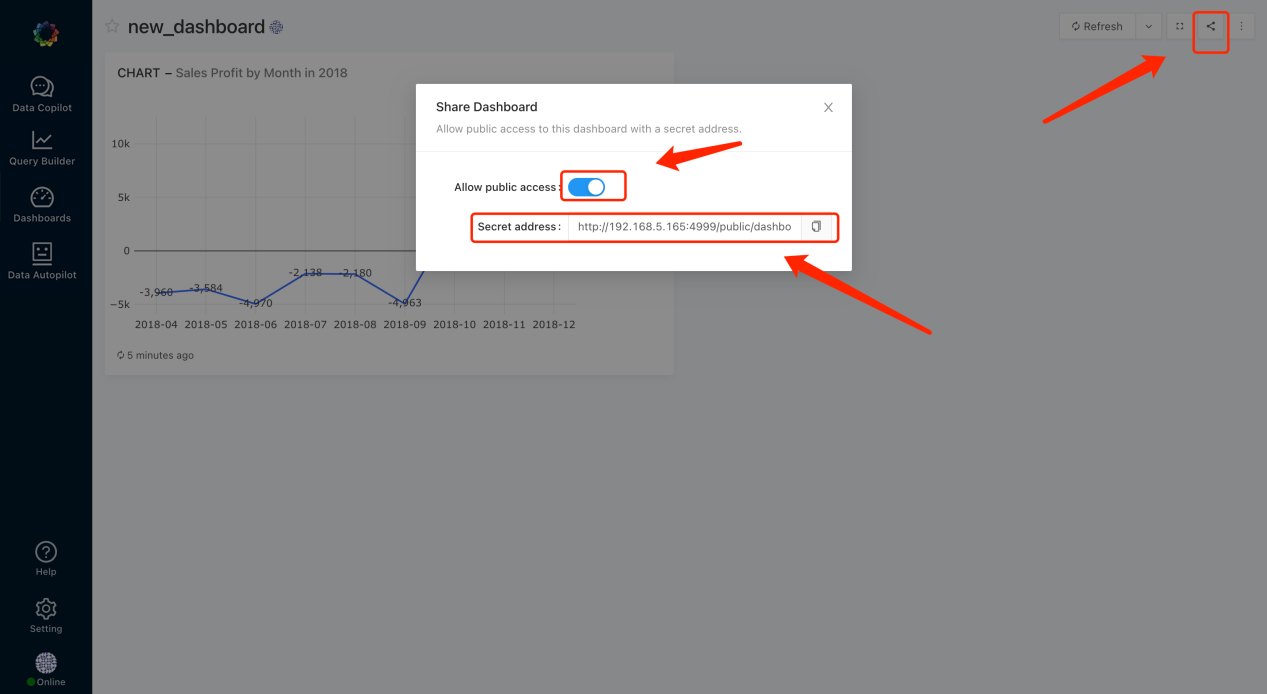 new_dashboard
Refresh
Data Copilot
Query Builder
Dashboards
Data Autopilot
Help
Setting
Online
CHART – Sales Profit by Month in 2018
10k
5k
0
−5k
-3,960
-3,584
-4,970
-2,138
-2,180
-4,963
2018-04 2018-05 2018-06 2018-07 2018-08 2018-09 2018-10 2018-11 2018-12
5 minutes ago
Share Dashboard
Allow public access to this dashboard with a secret address.
Allow public access:
Secret address: http://192.168.5.165:4999/public/dashbo